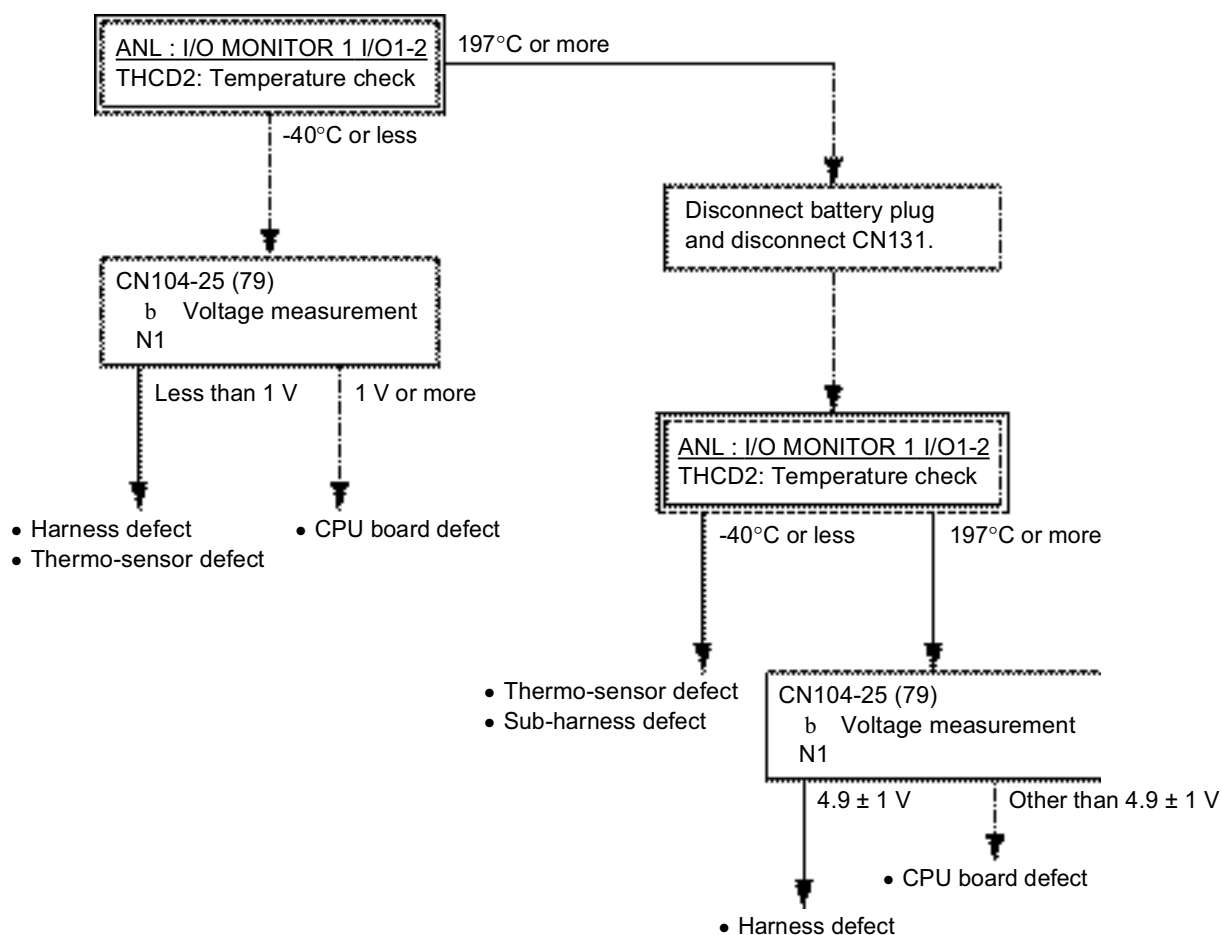 ANL : I/O MONITOR 1 I/O1-2
THCD2: Temperature check
197°C or more
-40°C or less
Disconnect battery plug
and disconnect CN131.
CN104-25 (79)
b Voltage measurement
N1
Less than 1 V
1 V or more
• Harness defect
• Thermo-sensor defect
• CPU board defect
ANL : I/O MONITOR 1 I/O1-2
THCD2: Temperature check
-40°C or less
197°C or more
• Thermo-sensor defect
• Sub-harness defect
CN104-25 (79)
b Voltage measurement
N1
4.9 ± 1 V
Other than 4.9 ± 1 V
• CPU board defect
• Harness defect